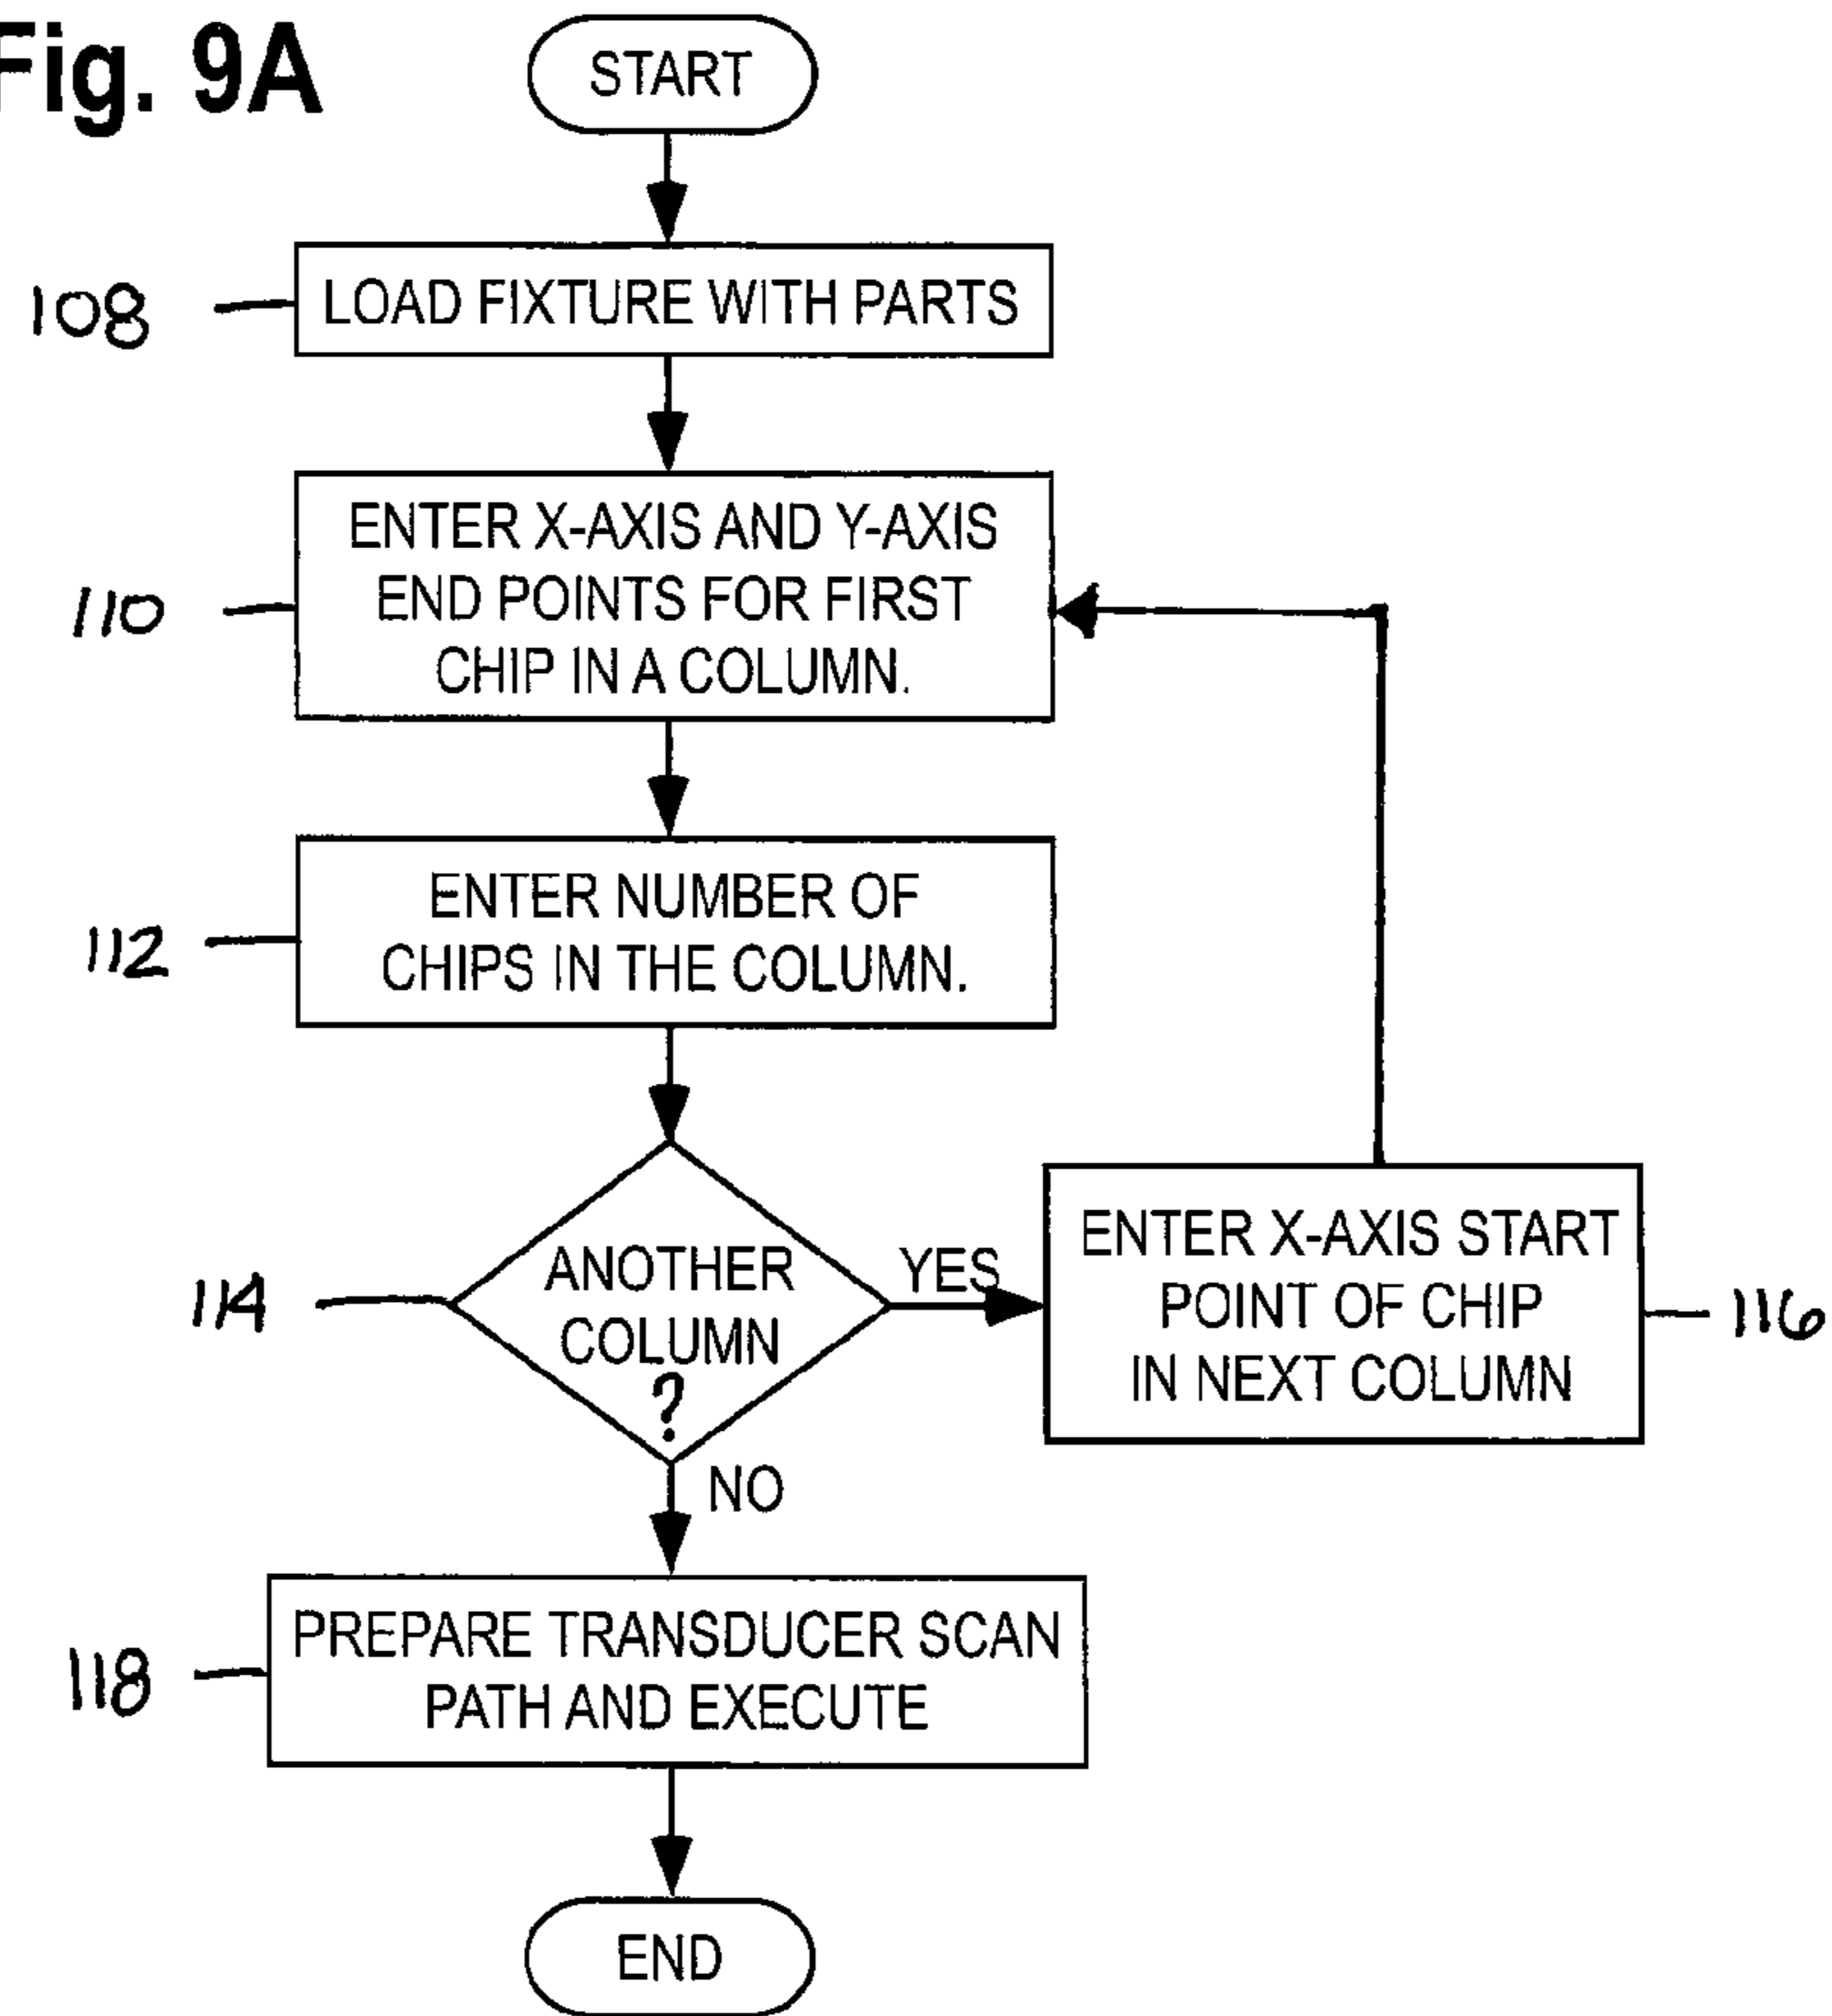 Fig. 9A
START
108
LOAD FIXTURE WITH PARTS
110
ENTER X-AXIS AND Y-AXIS
END POINTS FOR FIRST
CHIP IN A COLUMN.
112
ENTER NUMBER OF
CHIPS IN THE COLUMN.
114
ANOTHER
COLUMN
?
YES
ENTER X-AXIS START
POINT OF CHIP
IN NEXT COLUMN
116
NO
118
PREPARE TRANSDUCER SCAN
PATH AND EXECUTE
END